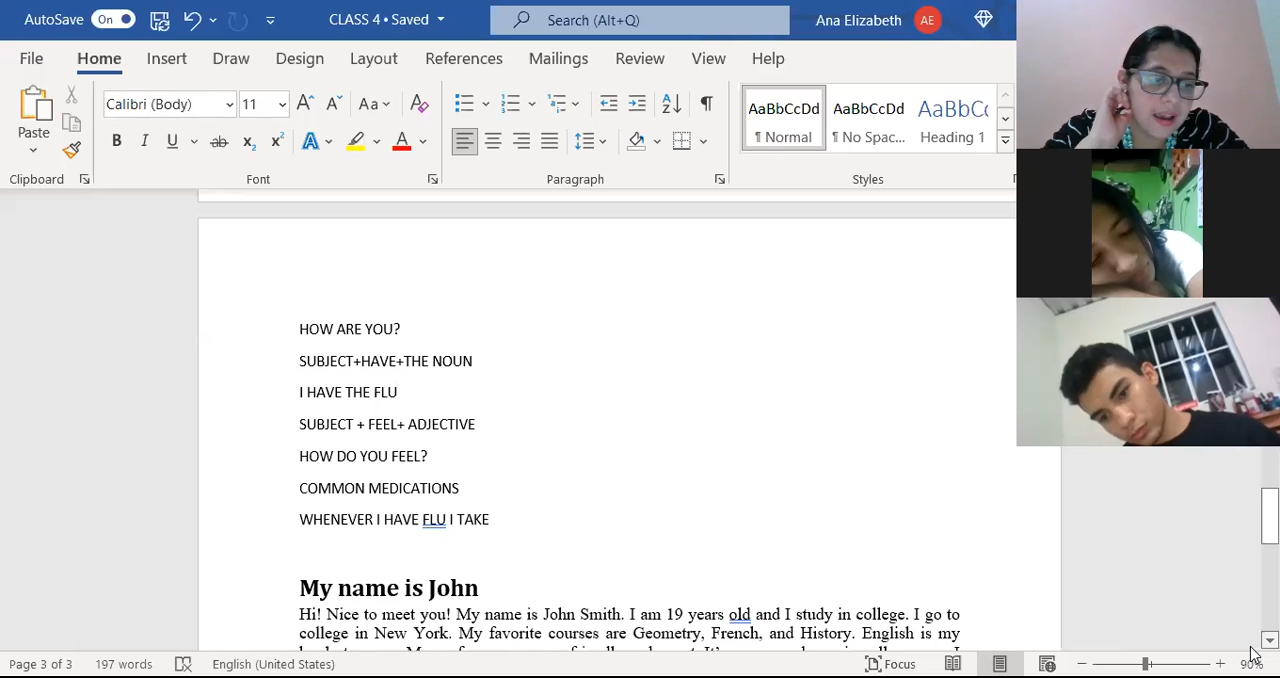 AutoSave On CLASS 4 • Saved Search (Alt+Q) Ana Elizabeth AE
File Home Insert Draw Design Layout References Mailings Review View Help
Paste Calibri (Body) 11 Aa AaBbCcDd AaBbCcDd AaBbCc
B I U ab x₂ x² A A ¶ Normal ¶ No Spac... Heading 1
Clipboard Font Paragraph Styles
HOW ARE YOU?
SUBJECT+HAVE+THE NOUN
I HAVE THE FLU
SUBJECT + FEEL+ ADJECTIVE
HOW DO YOU FEEL?
COMMON MEDICATIONS
WHENEVER I HAVE FLU I TAKE
My name is John
Hi! Nice to meet you! My name is John Smith. I am 19 years old and I study in college. I go to
college in New York. My favorite courses are Geometry, French, and History. English is my
Page 3 of 3 197 words English (United States) Focus 90%